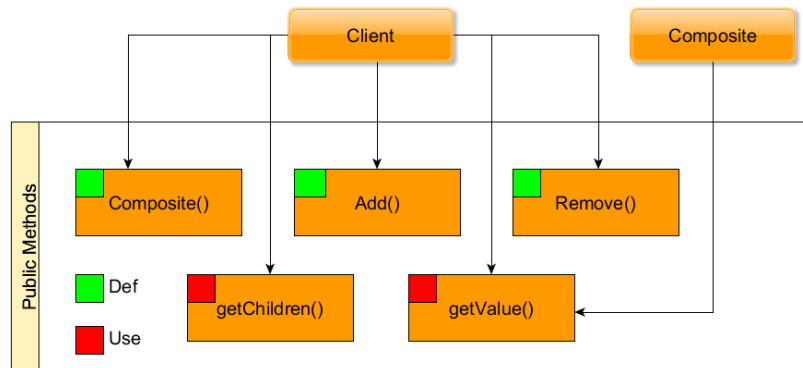 Client
Composite
Public Methods
Composite()
Add()
Remove()
Def
getChildren()
getValue()
Use